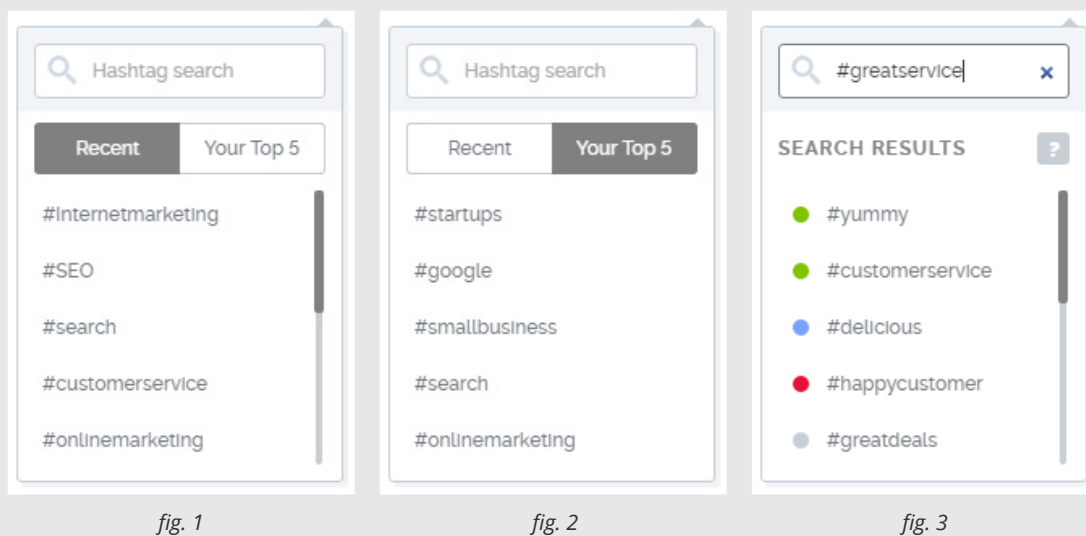 Hashtag search
Recent
Your Top 5
#Internetmarketing
#SEO
#search
#customerservice
#onlinemarketing
fig. 1
Hashtag search
Recent
Your Top 5
#startups
#google
#smallbusiness
#search
#onlinemarketing
fig. 2
#greatservice
x
SEARCH RESULTS
?
#yummy
#customerservice
#delicious
#happycustomer
#greatdeals
fig. 3